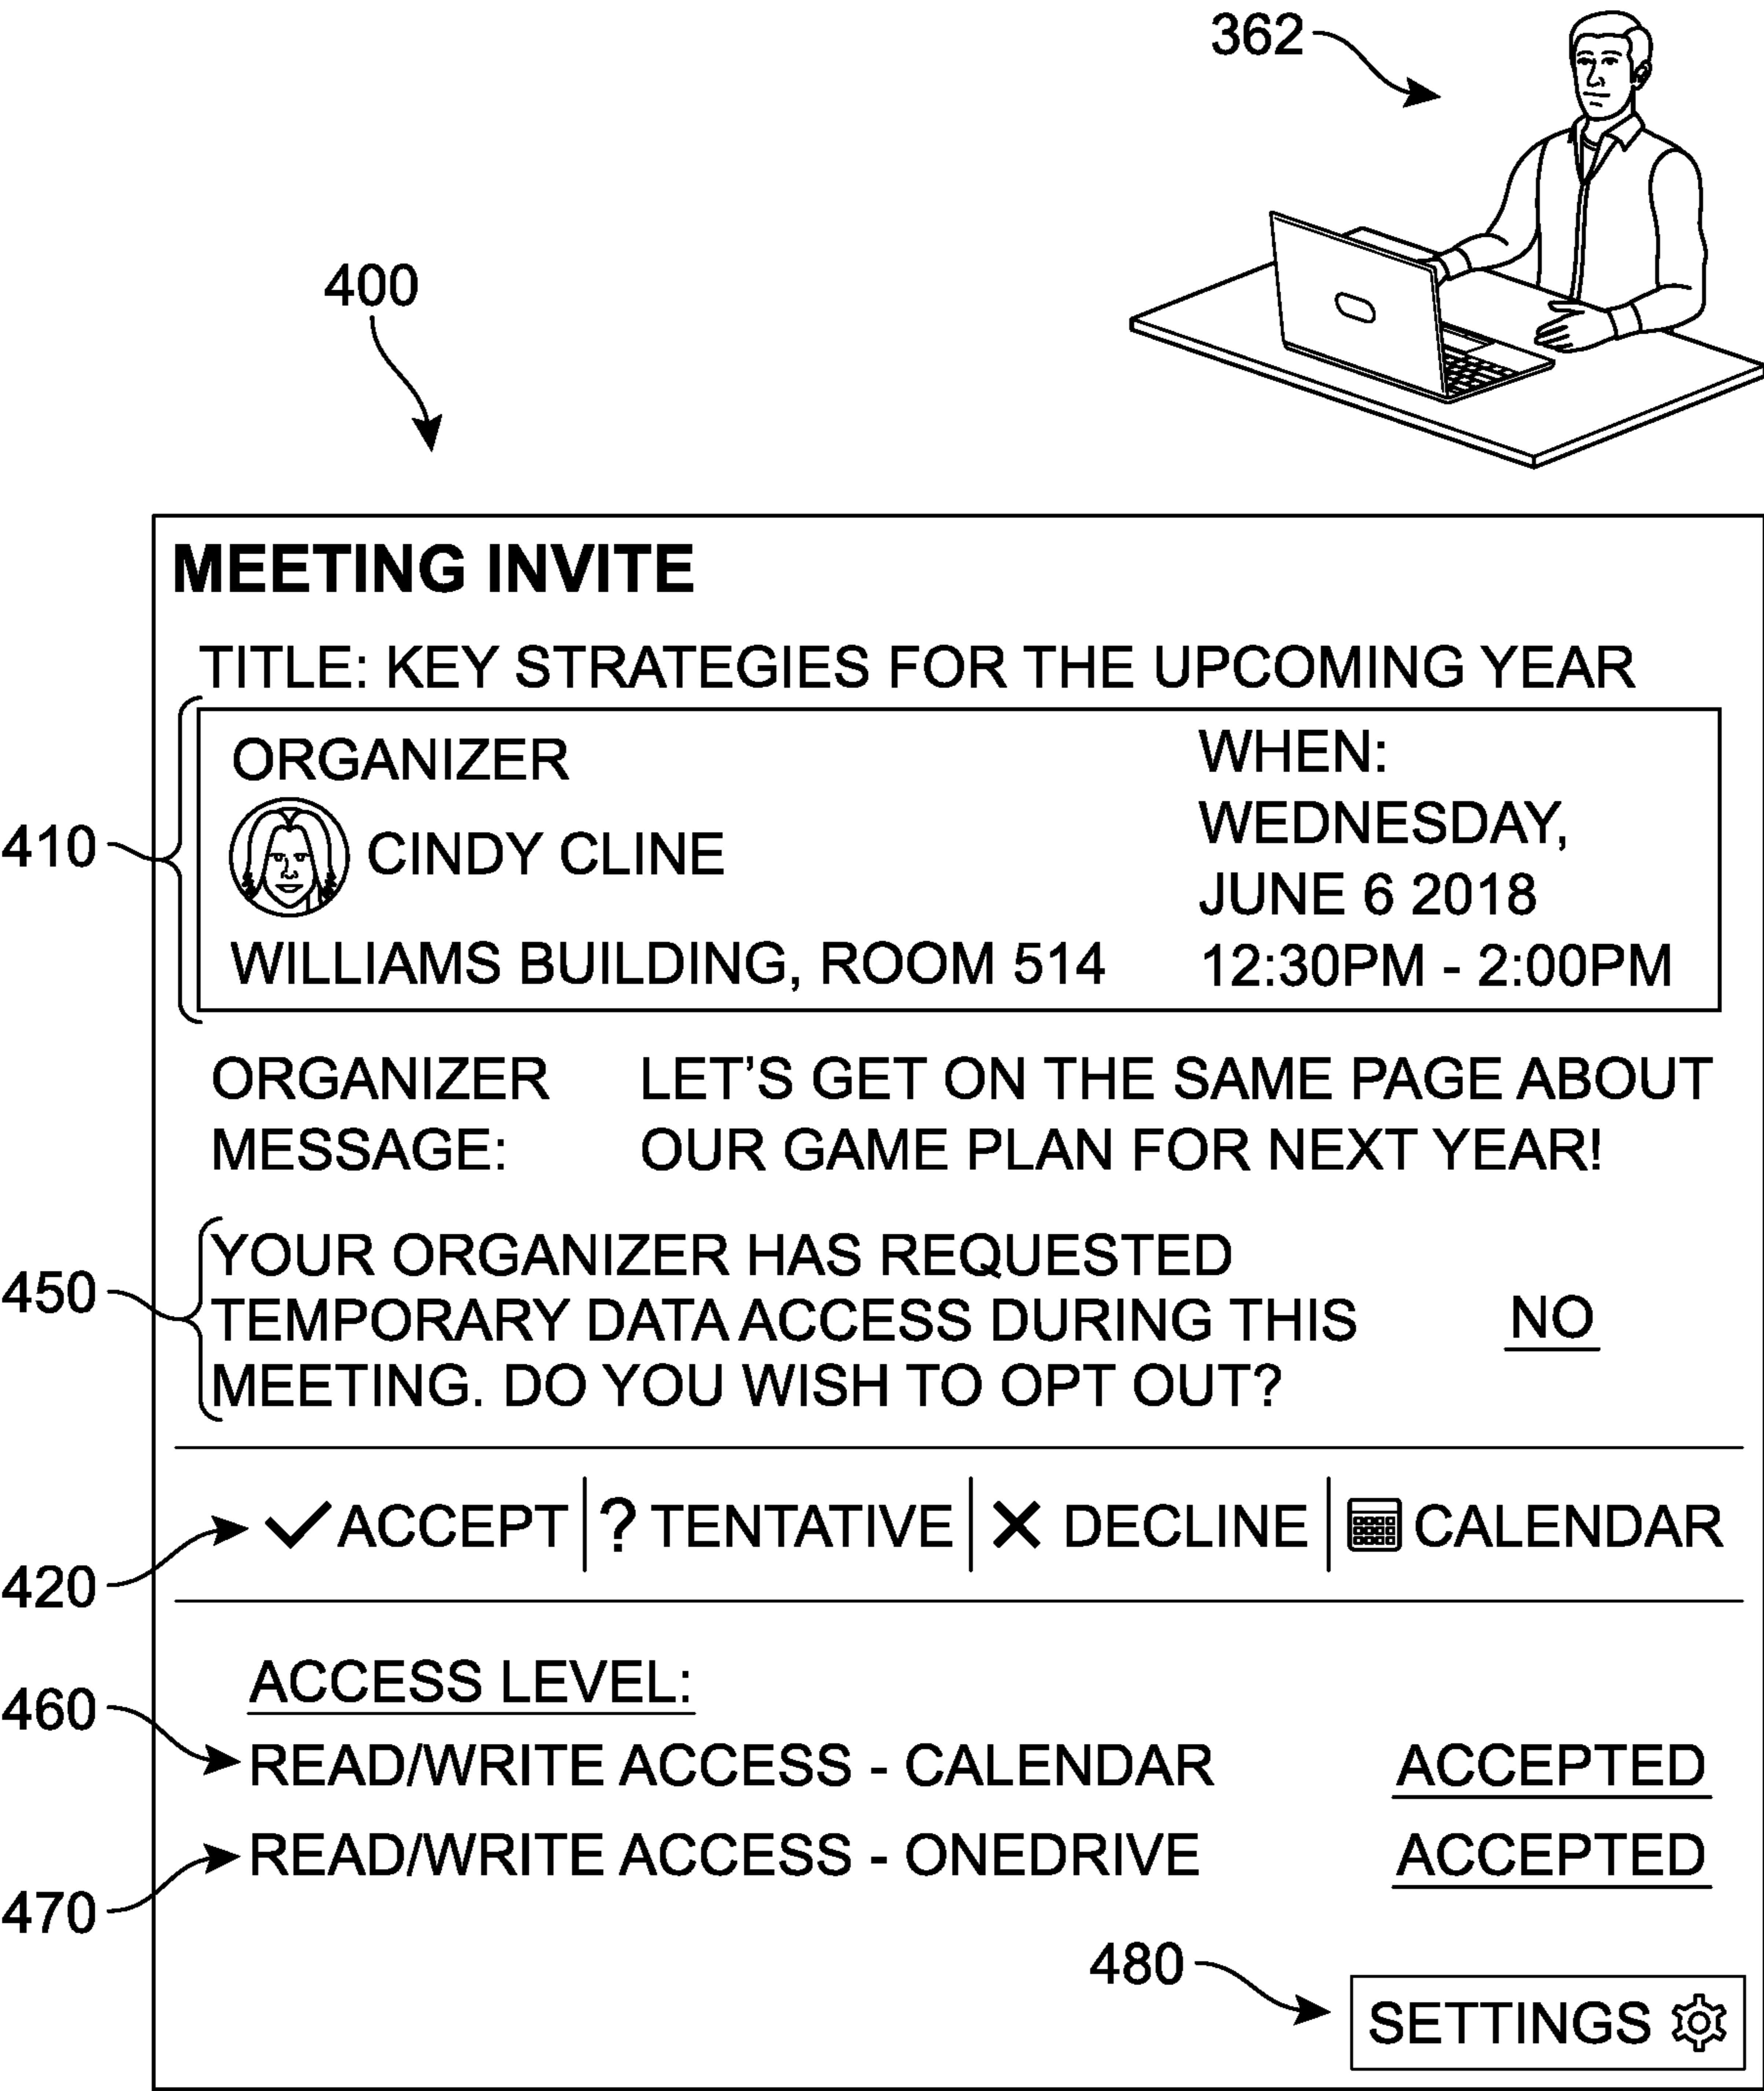 362
400
MEETING INVITE
TITLE: KEY STRATEGIES FOR THE UPCOMING YEAR
410
ORGANIZER
CINDY CLINE
WILLIAMS BUILDING, ROOM 514
WHEN:
WEDNESDAY,
JUNE 6 2018
12:30PM - 2:00PM
ORGANIZER MESSAGE:
LET'S GET ON THE SAME PAGE ABOUT
OUR GAME PLAN FOR NEXT YEAR!
450
YOUR ORGANIZER HAS REQUESTED
TEMPORARY DATA ACCESS DURING THIS
MEETING. DO YOU WISH TO OPT OUT?
NO
420
ACCEPT ? TENTATIVE DECLINE CALENDAR
ACCESS LEVEL:
460
READ/WRITE ACCESS - CALENDAR ACCEPTED
470
READ/WRITE ACCESS - ONEDRIVE ACCEPTED
480
SETTINGS